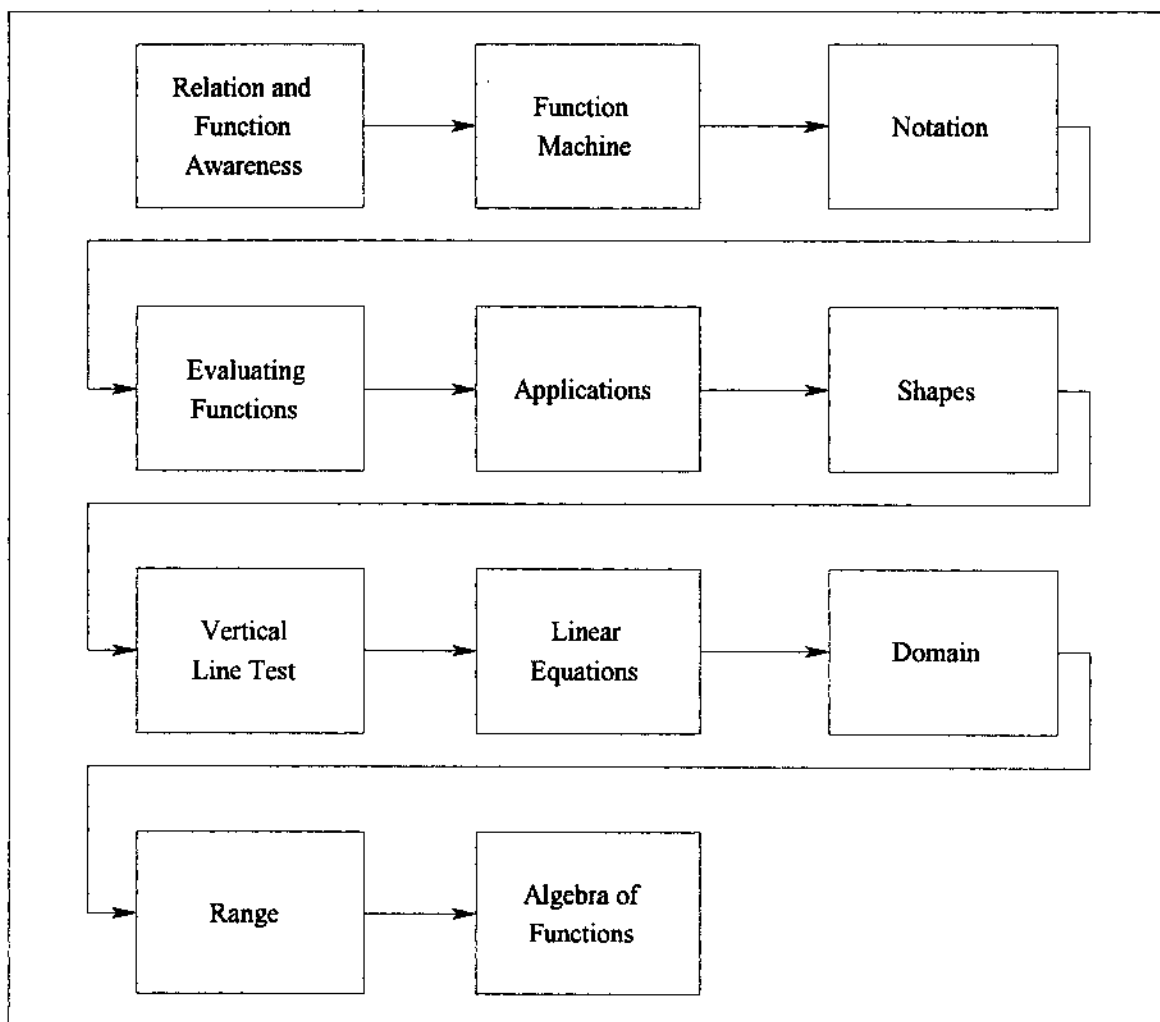 Relation and
Function
Awareness
Function
Machine
Notation
Evaluating
Functions
Applications
Shapes
Vertical
Line Test
Linear
Equations
Domain
Range
Algebra of
Functions